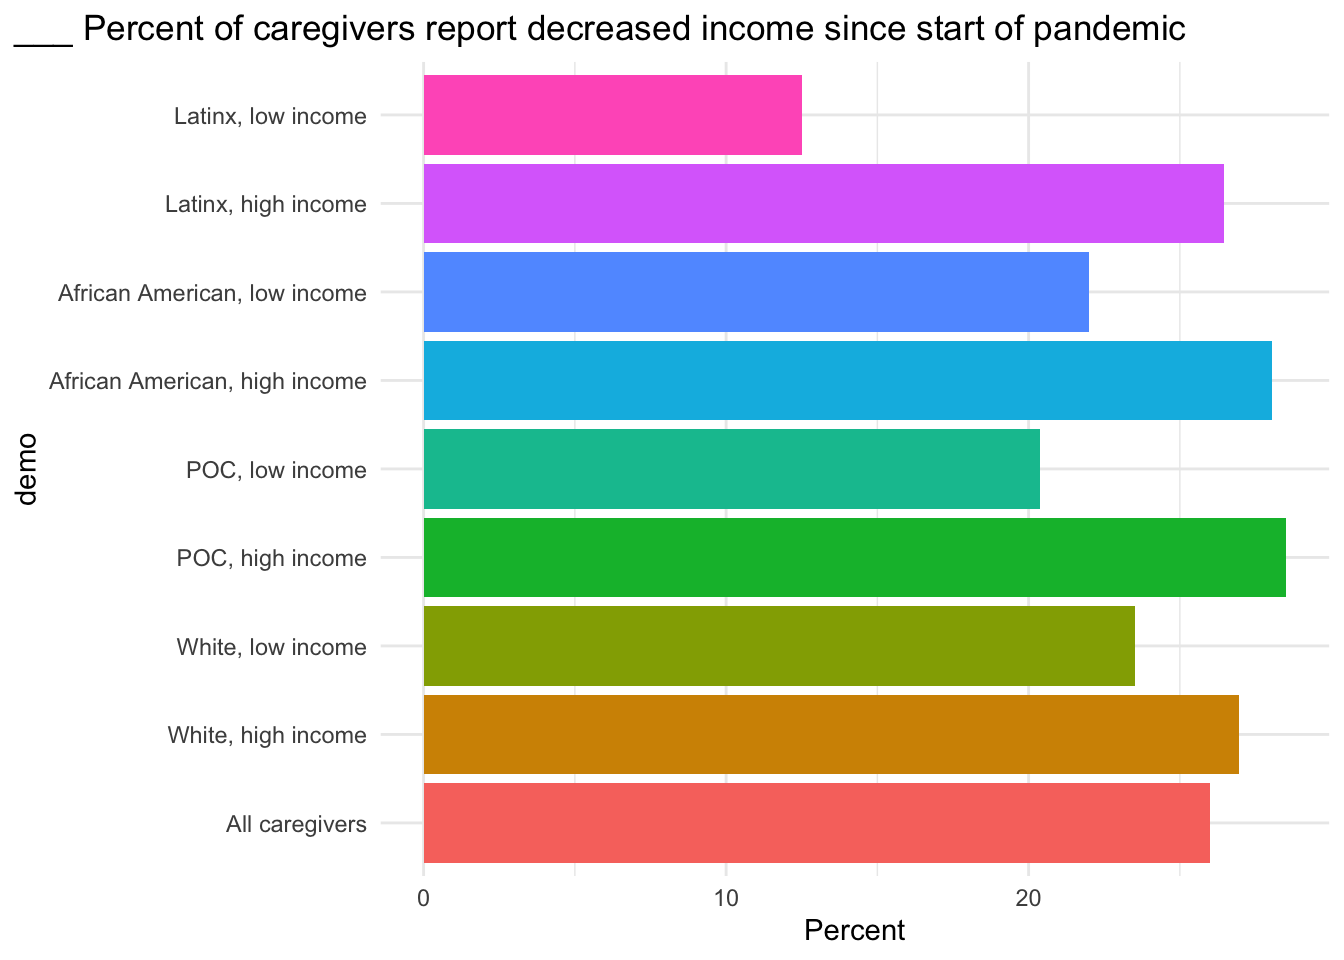 ___ Percent of caregivers report decreased income since start of pandemic
Latinx, low income
Latinx, high income
African American, low income
African American, high income
POC, low income
POC, high income
White, low income
White, high income
All caregivers
demo
0 10 20
Percent